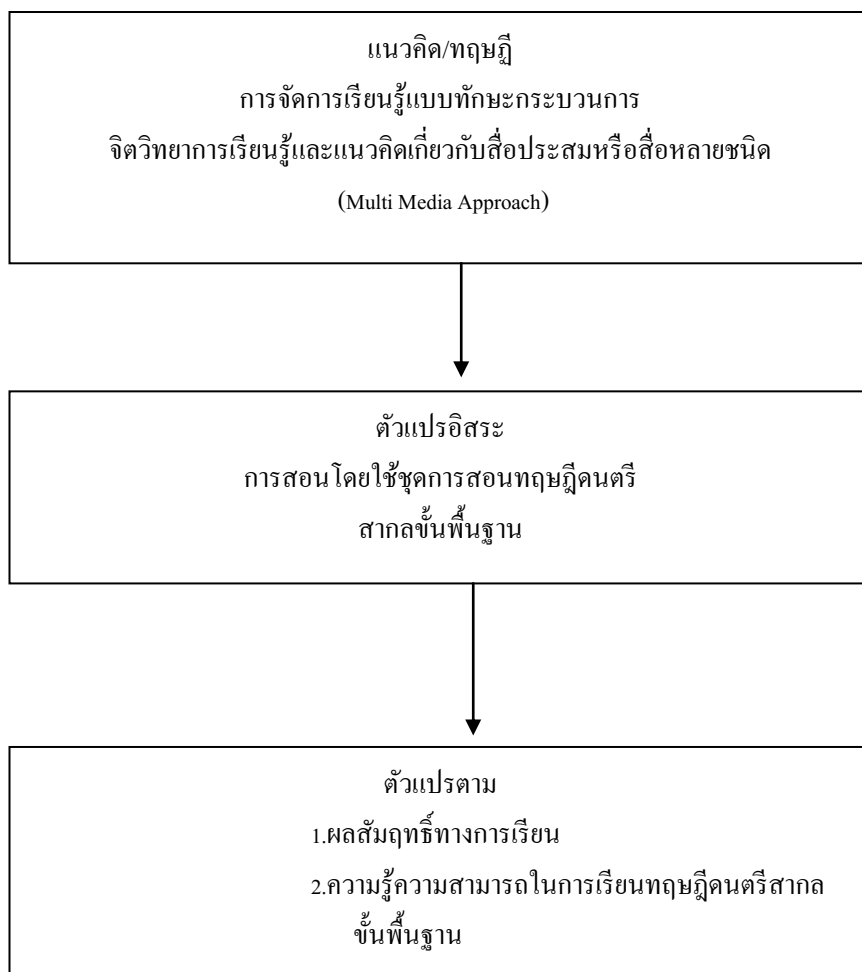 แนวคิด/ทฤษฏี
การจัดการเรียนรู้แบบทักษะกระบวนการ
จิตวิทยาการเรียนรู้และแนวคิดเกี่ยวกับสื่อประสมหรือสื่อหลายชนิด
(Multi Media Approach)
ตัวแปรอิสระ
การสอนโดยใช้ชุดการสอนทฤษฎีดนตรี
สากลขั้นพื้นฐาน
ตัวแปรตาม
1.ผลสัมฤทธิ์ทางการเรียน
2.ความรู้ความสามารถในการเรียนทฤษฎีดนตรีสากล
ขั้นพื้นฐาน